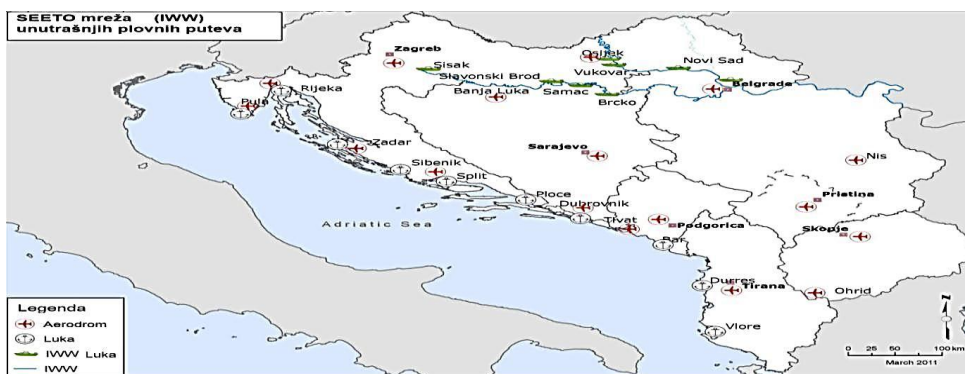 SEETO mreža (IWW)
unutrašnjih plovnih puteva
Zagreb
Sisak
Osijek
Vukovar
Novi Sad
Slavonski Brod
Belgrade
Rijeka
Banja Luka
Samac
Brcko
Pula
Zadar
Sarajevo
Nis
Sibenik
Split
Ploce
Pristina
Dubrovnik
Adriatic Sea
Tivat
Podgorica
Skopje
Bar
Durres
Tirana
Ohrid
Vlore
Legenda
Aerodrom
Luka
IWW Luka
IWW
N
0 25 50 100 km
March 2011